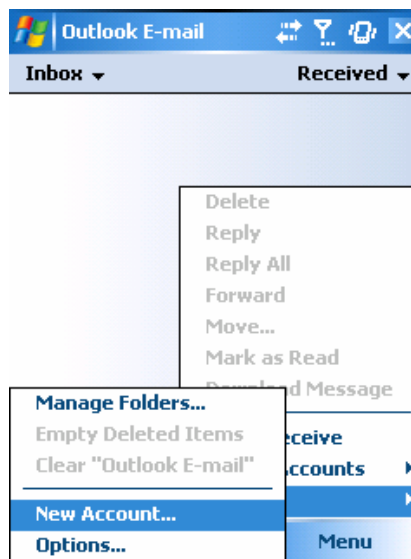 Outlook E-mail
Inbox
Received
Delete
Reply
Reply All
Forward
Move...
Mark as Read
Message
Manage Folders...
Empty Deleted Items
Clear "Outlook E-mail"
New Account...
Options...
Menu